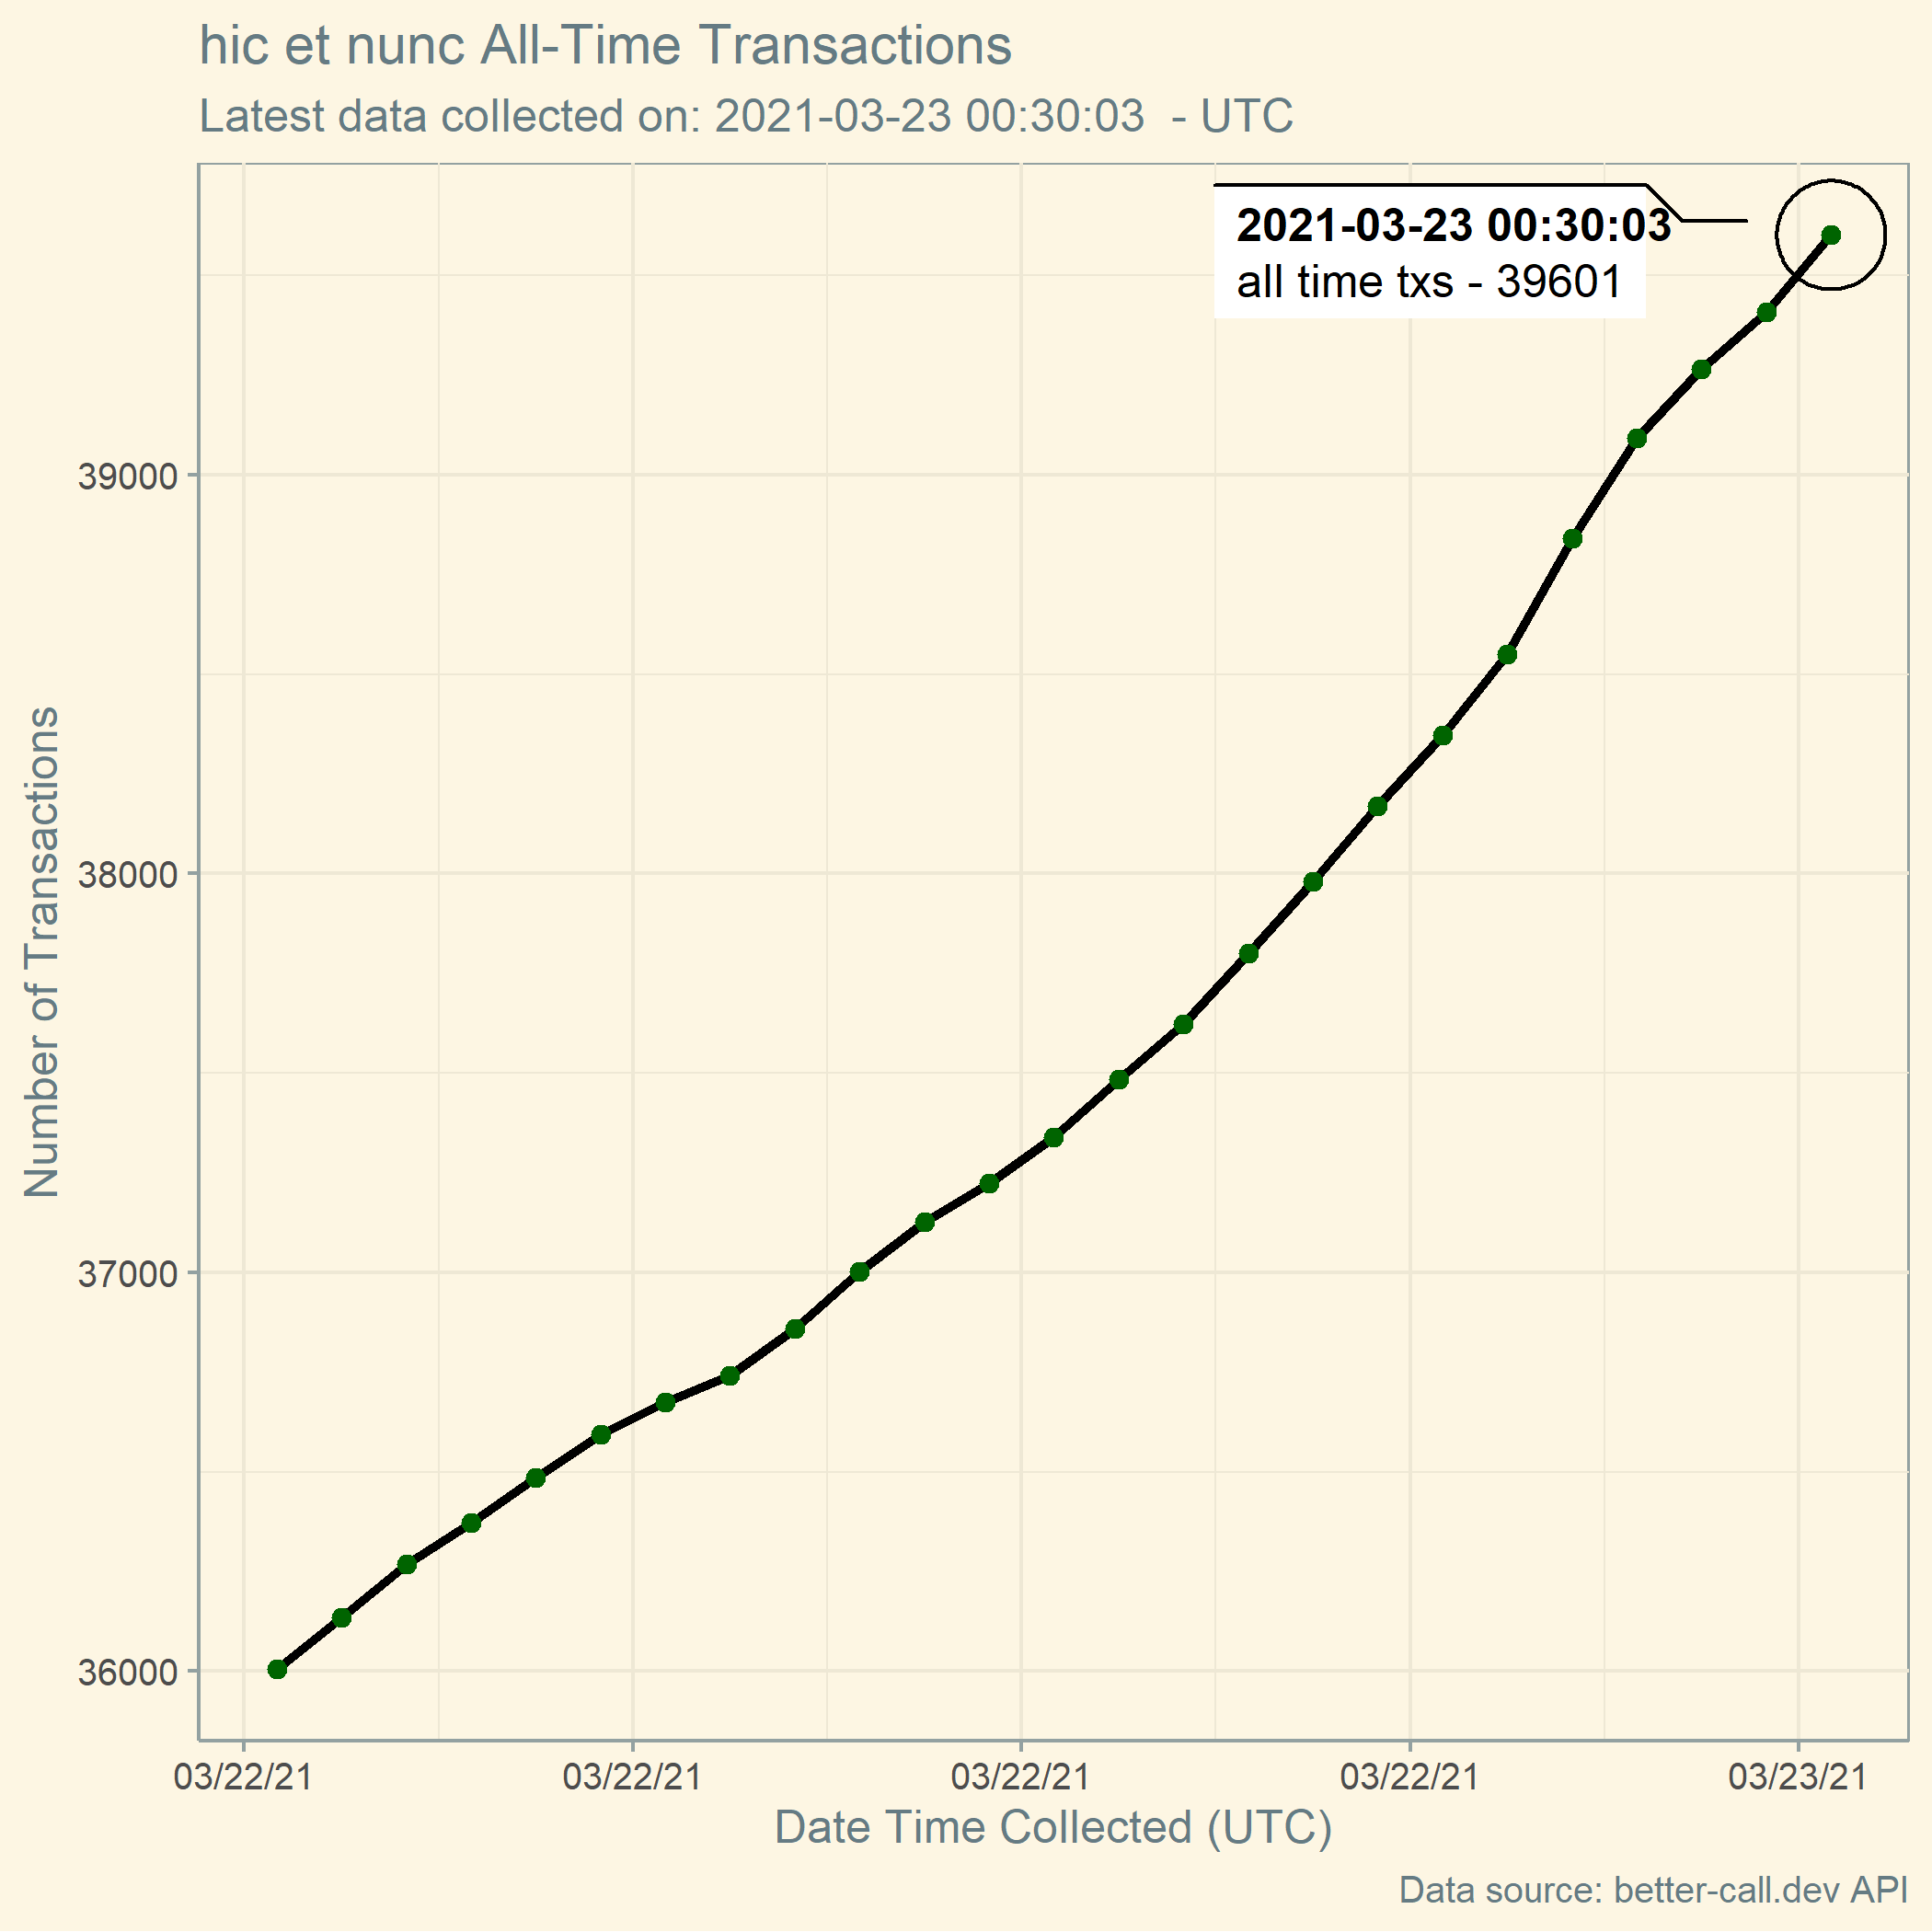 hic et nunc All-Time Transactions
Latest data collected on: 2021-03-23 00:30:03  - UTC
2021-03-23 00:30:03
all time txs - 39601
Number of Transactions
39000
38000
37000
36000
03/22/21 03/22/21 03/22/21 03/22/21 03/23/21
Date Time Collected (UTC)
Data source: better-call.dev API